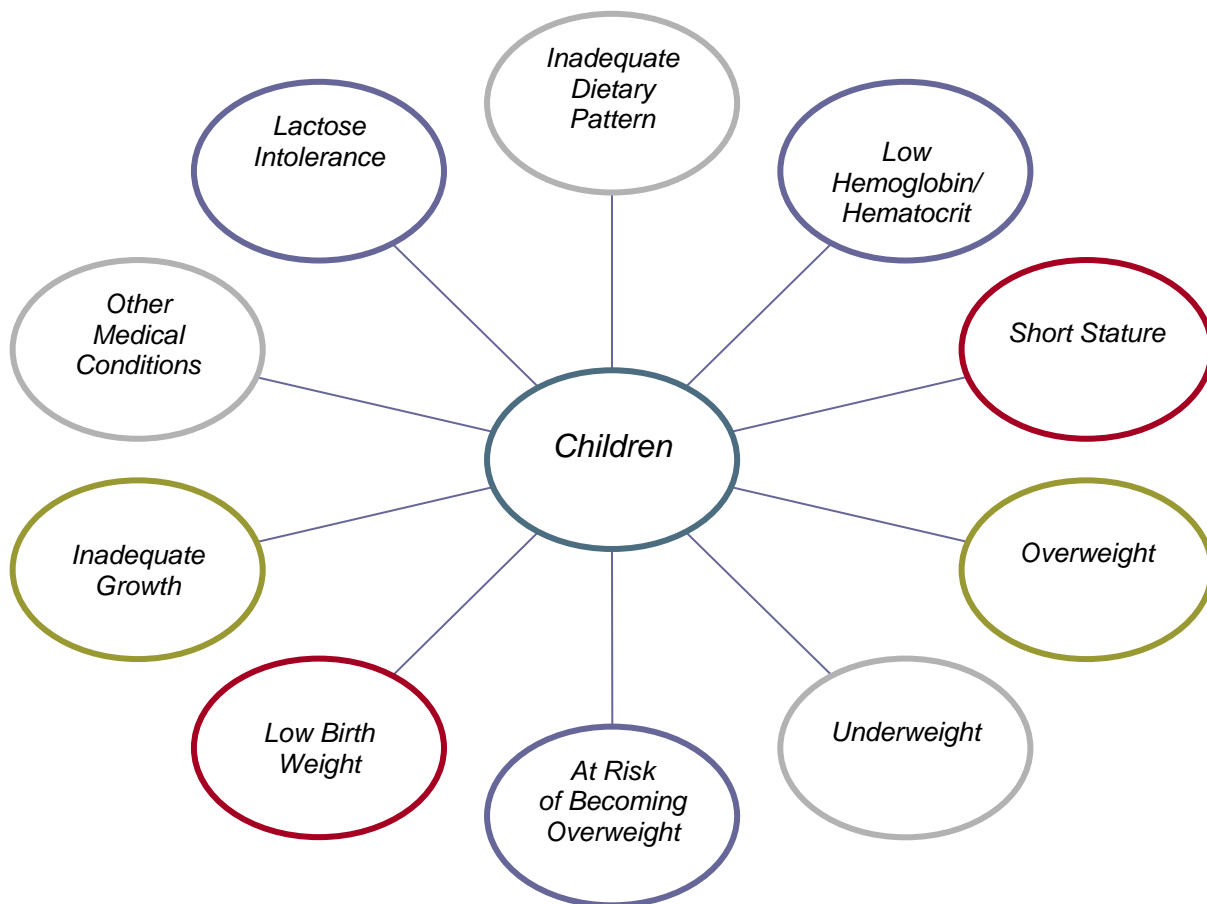 Inadequate
Dietary
Pattern
Lactose
Intolerance
Low
Hemoglobin/
Hematocrit
Other
Medical
Conditions
Short Stature
Children
Inadequate
Growth
Overweight
Low Birth
Weight
Underweight
At Risk
of Becoming
Overweight